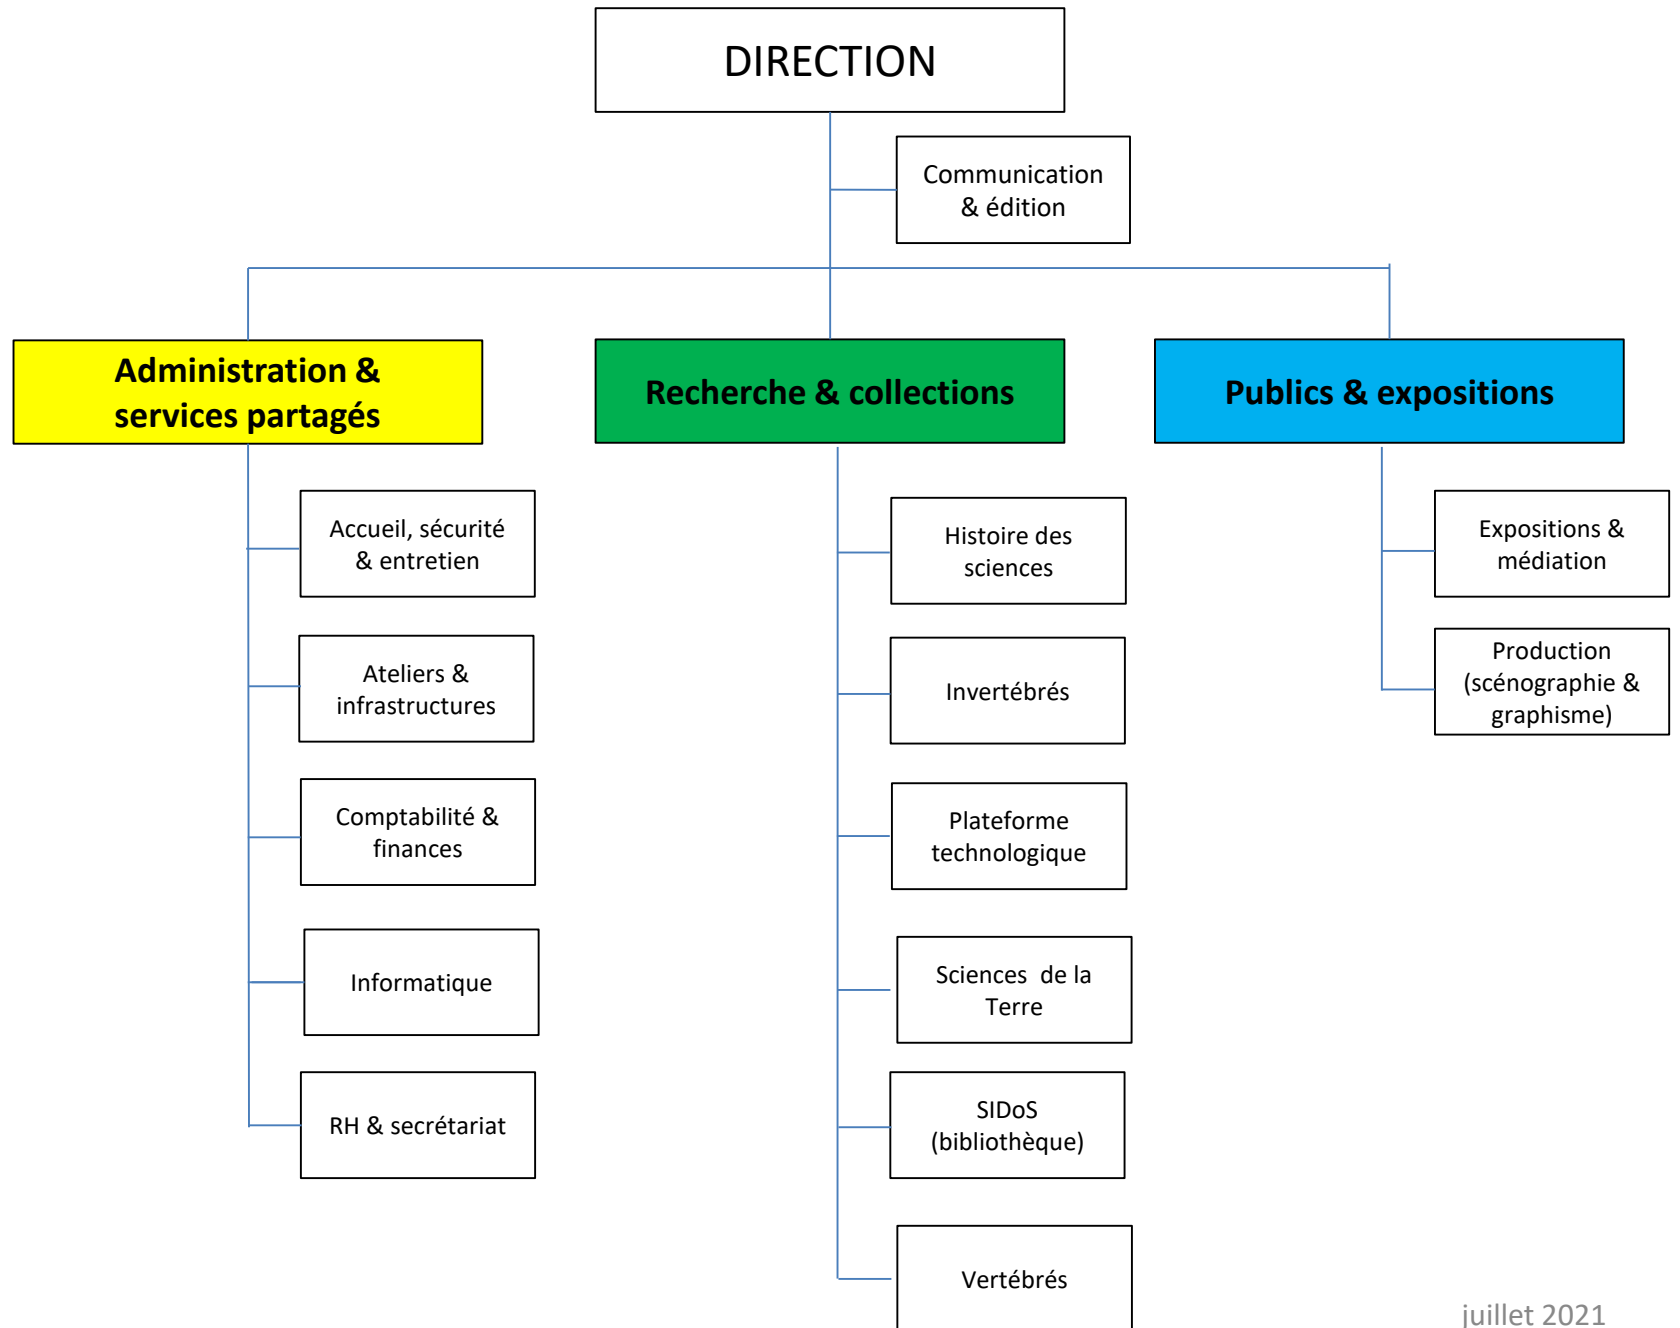 DIRECTION
Communication
& édition
Administration &
services partagés
Recherche & collections
Publics & expositions
Accueil, sécurité
& entretien
Ateliers &
infrastructures
Comptabilité &
finances
Informatique
RH & secrétariat
Histoire des
sciences
Invertébrés
Plateforme
technologique
Sciences  de la
Terre
SIDoS
(bibliothèque)
Vertébrés
Expositions &
médiation
Production
(scénographie &
graphisme)
juillet 2021